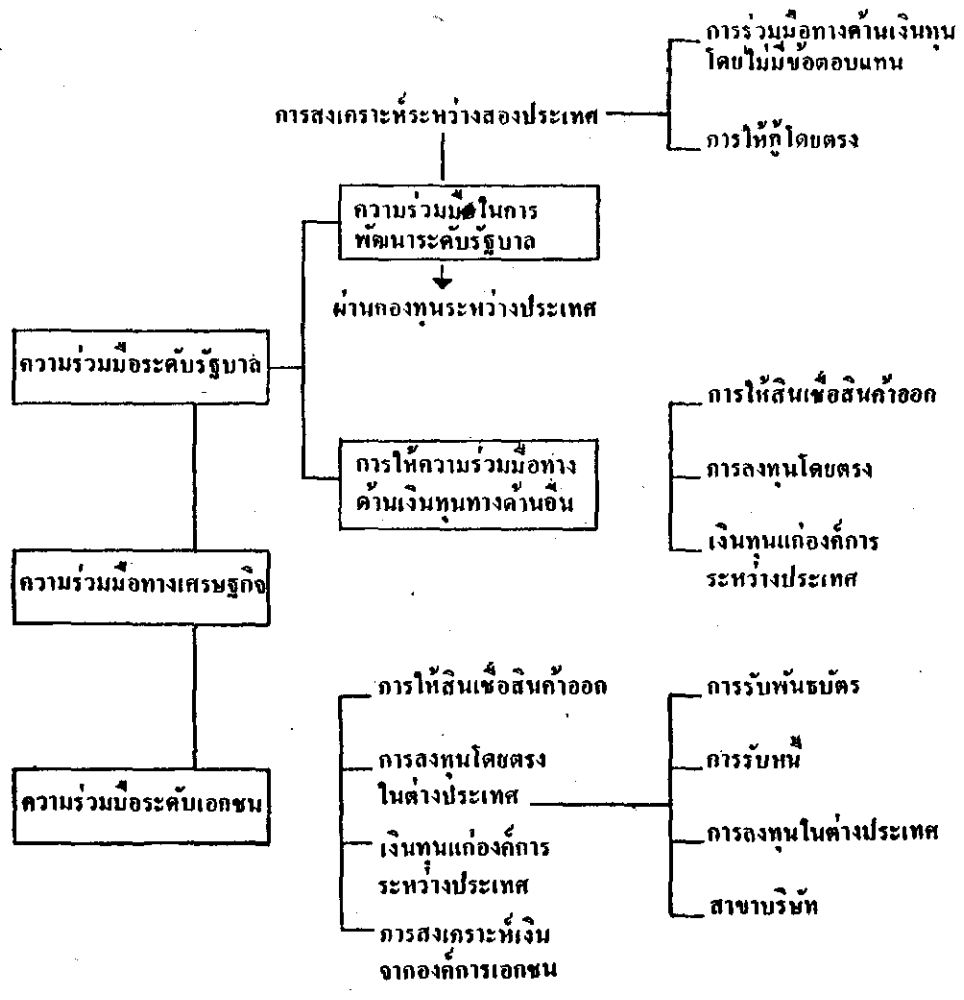 การร่วมมือทางด้านเงินทุน
โดยไม่มีข้อตอบแทน
การสงเคราะห์ระหว่างสองประเทศ
การให้กู้โดยตรง
ความร่วมมือในการ
พัฒนาระดับรัฐบาล
ผ่านกองทุนระหว่างประเทศ
ความร่วมมือระดับรัฐบาล
การให้สินเชื่อสินค้าออก
การให้ความร่วมมือทาง
ด้านเงินทุนทางด้านอื่น
การลงทุนโดยตรง
เงินทุนแก่องค์การ
ระหว่างประเทศ
ความร่วมมือทางเศรษฐกิจ
การให้สินเชื่อสินค้าออก
การลงทุนโดยตรง
ในต่างประเทศ
เงินทุนแก่องค์การ
ระหว่างประเทศ
การสงเคราะห์เงิน
จากองค์การเอกชน
การรับพันธบัตร
การรับหนี้
การลงทุนในต่างประเทศ
สาขาบริษัท
ความร่วมมือระดับเอกชน